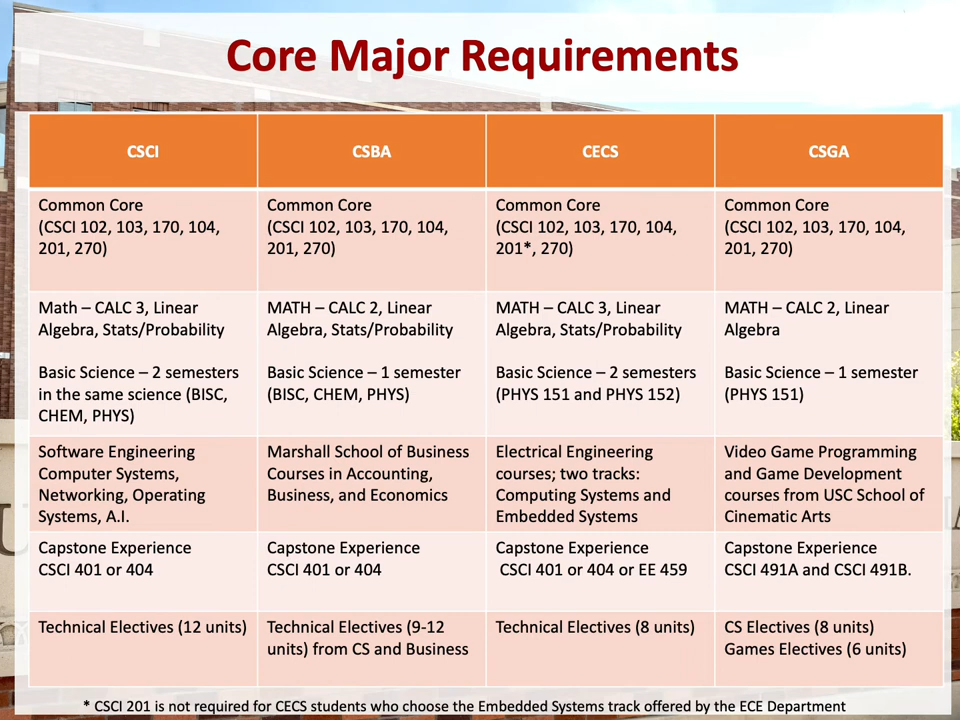 Core Major Requirements
CSCI
CSBA
CECS
CSGA
Common Core
(CSCI 102, 103, 170, 104,
201, 270)
Common Core
(CSCI 102, 103, 170, 104,
201, 270)
Common Core
(CSCI 102, 103, 170, 104,
201*, 270)
Common Core
(CSCI 102, 103, 170, 104,
201, 270)
Math – CALC 3, Linear
Algebra, Stats/Probability
Basic Science – 2 semesters
in the same science (BISC,
CHEM, PHYS)
MATH – CALC 2, Linear
Algebra, Stats/Probability
Basic Science – 1 semester
(BISC, CHEM, PHYS)
MATH – CALC 3, Linear
Algebra, Stats/Probability
Basic Science – 2 semesters
(PHYS 151 and PHYS 152)
MATH – CALC 2, Linear
Algebra
Basic Science – 1 semester
(PHYS 151)
Software Engineering
Computer Systems,
Networking, Operating
Systems, A.I.
Marshall School of Business
Courses in Accounting,
Business, and Economics
Electrical Engineering
courses; two tracks:
Computing Systems and
Embedded Systems
Video Game Programming
and Game Development
courses from USC School of
Cinematic Arts
Capstone Experience
CSCI 401 or 404
Capstone Experience
CSCI 401 or 404
Capstone Experience
CSCI 401 or 404 or EE 459
Capstone Experience
CSCI 491A and CSCI 491B.
Technical Electives (12 units)
Technical Electives (9-12
units) from CS and Business
Technical Electives (8 units)
CS Electives (8 units)
Games Electives (6 units)
* CSCI 201 is not required for CECS students who choose the Embedded Systems track offered by the ECE Department